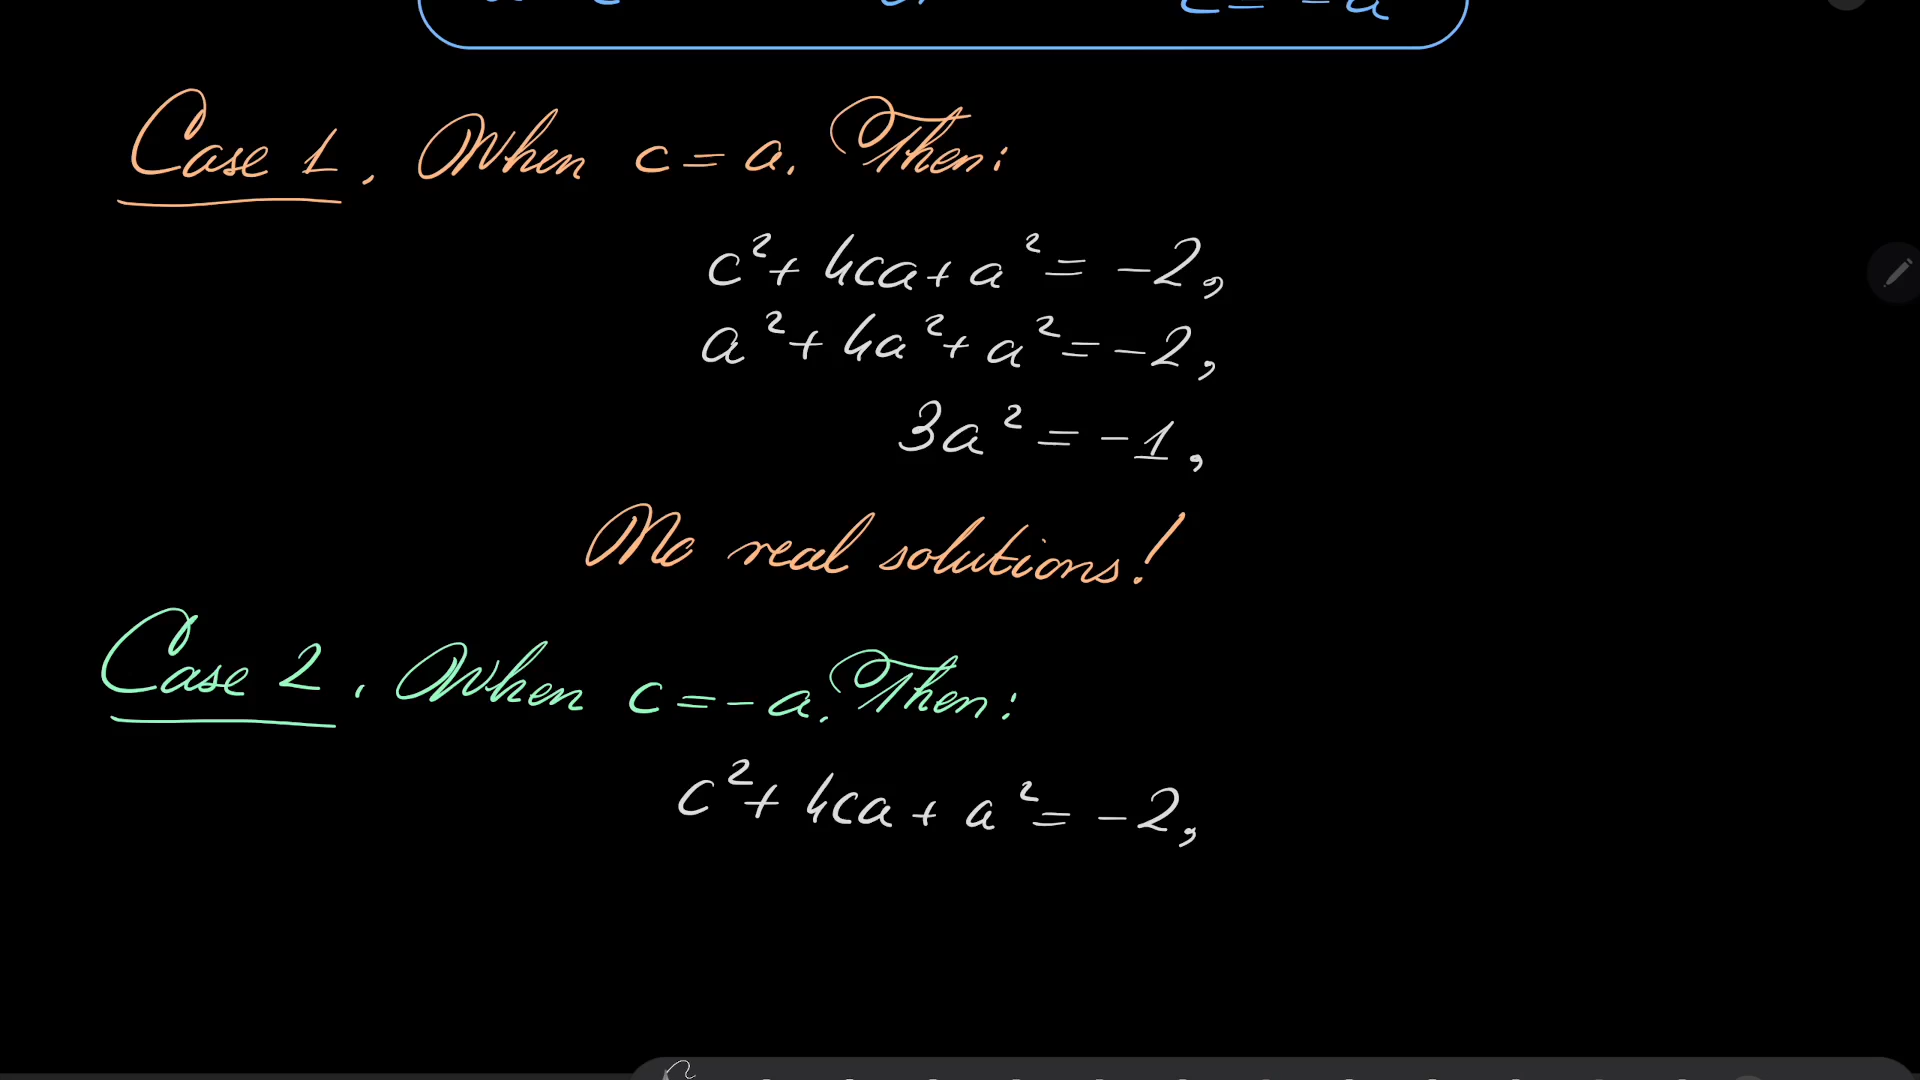 c = -a
Case 1. When c = a. Then:
c² + 4ca + a² = -2,
a² + 4a² + a² = -2,
3a² = -1,
No real solutions!
Case 2. When c = -a. Then:
c² + 4ca + a² = -2,